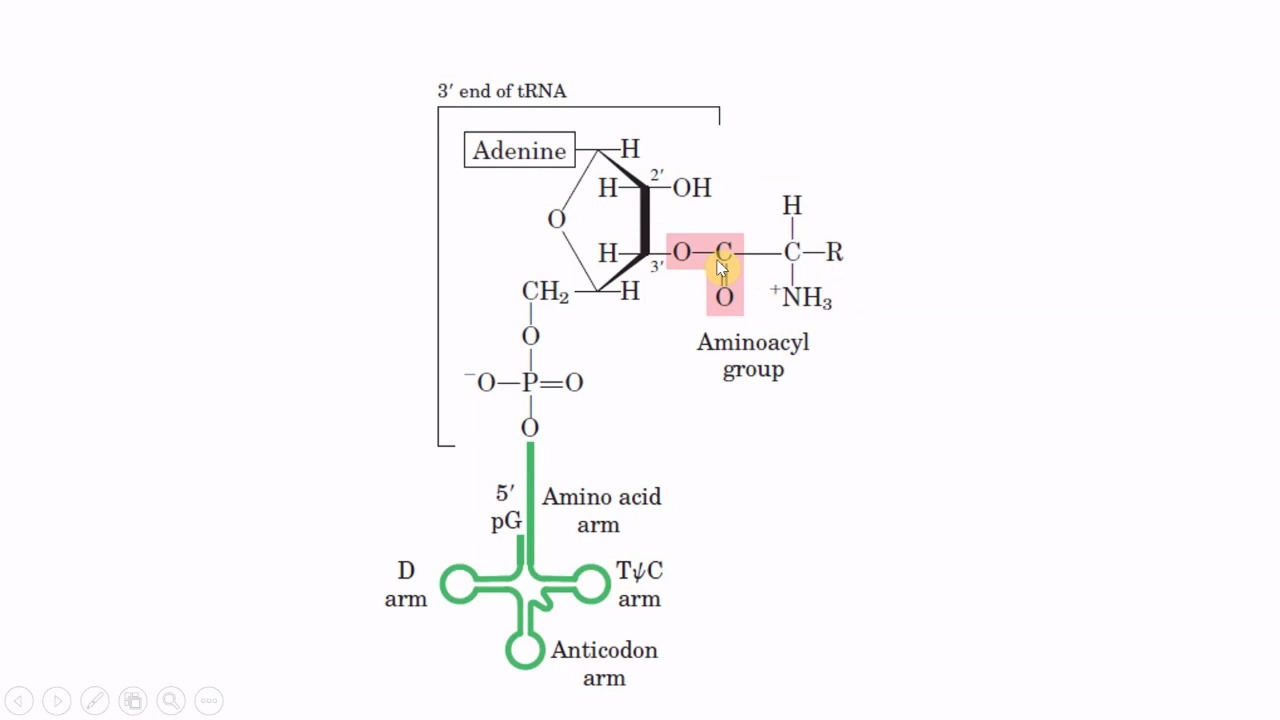 3′ end of tRNA
Adenine
H
2′
H
OH
H
O
H
O
C
C
R
3′
CH₂
H
O
⁺NH₃
O
Aminoacyl
group
⁻O
P
O
O
5′
pG
Amino acid
arm
D
arm
TψC
arm
Anticodon
arm